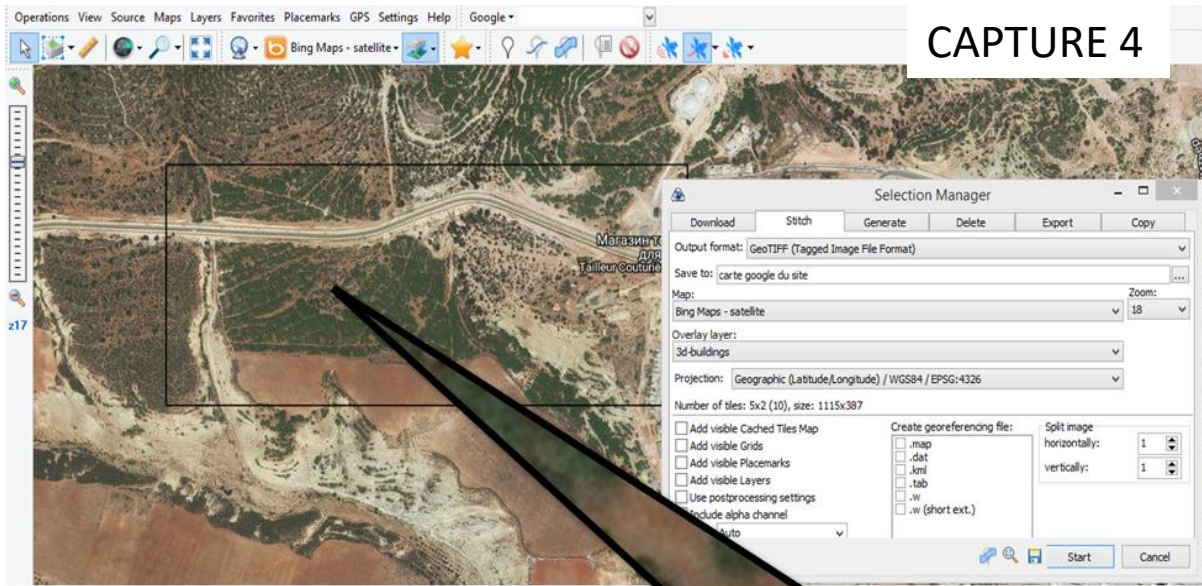 Operations View Source Maps Layers Favorites Placemarks GPS Settings Help Google
Bing Maps - satellite
CAPTURE 4
z17
Магазин
для
Tailleur Couturie
Selection Manager
Download Stitch Generate Delete Export Copy
Output format: GeoTIFF (Tagged Image File Format)
Save to: carte google du site ...
Map: Zoom:
Bing Maps - satellite 18
Overlay layer:
3d-buildings
Projection: Geographic (Latitude/Longitude) / WGS84 / EPSG:4326
Number of tiles: 5x2 (10), size: 1115x387
Add visible Cached Tiles Map
Add visible Grids
Add visible Placemarks
Add visible Layers
Use postprocessing settings
Include alpha channel
Auto
Create georeferencing file:
.map
.dat
.kml
.tab
.w
.w (short ext.)
Split image
horizontally: 1
vertically: 1
Start Cancel